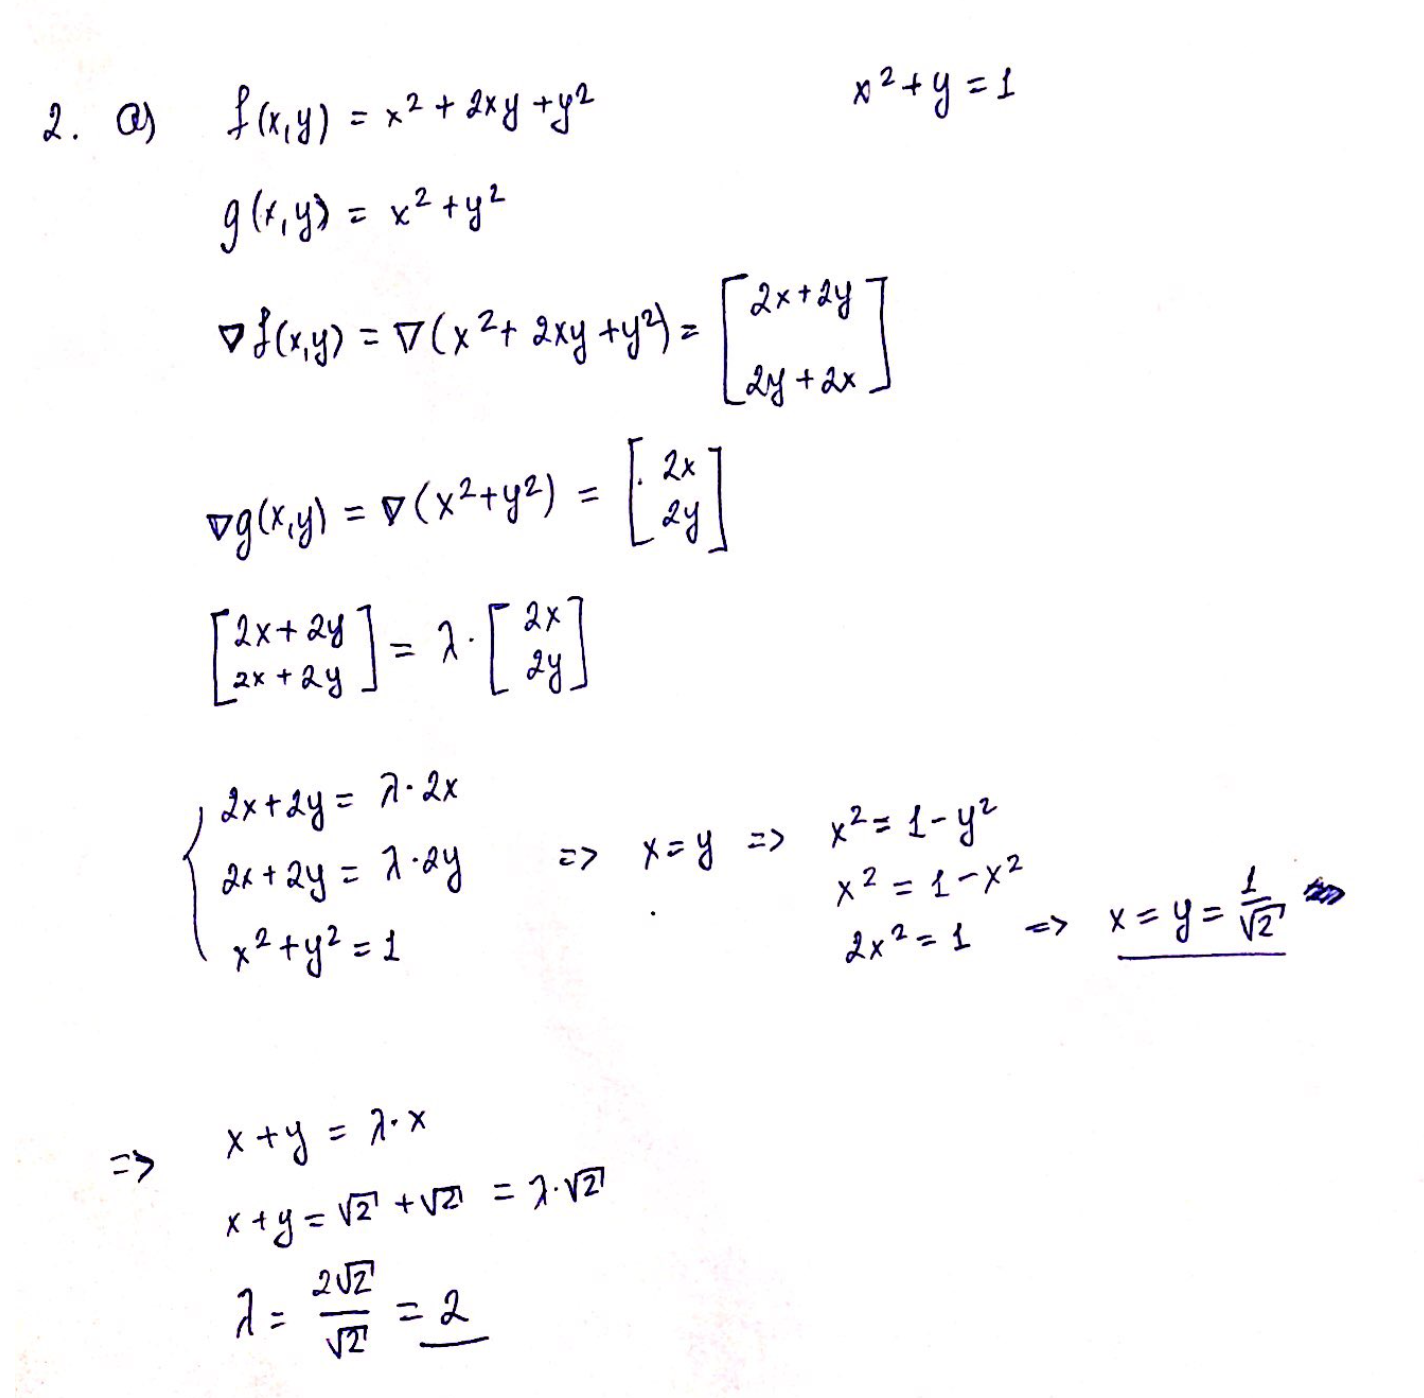 2. a) f(x,y) = x² + 2xy + y² x² + y = 1
g(x,y) = x² + y²
∇f(x,y) = ∇(x² + 2xy + y²) = [2x+2y
2y+2x]
∇g(x,y) = ∇(x²+y²) = [2x
2y]
[2x+2y
2x+2y] = λ·[2x
2y]
{2x+2y = λ·2x
2x+2y = λ·2y => x=y => x² = 1-y²
x² = 1-x²
x²+y² = 1 2x² = 1 => x = y = 1/√2
=> x+y = λ·x
x+y = √2 + √2 = λ·√2
λ = 2√2/√2 = 2